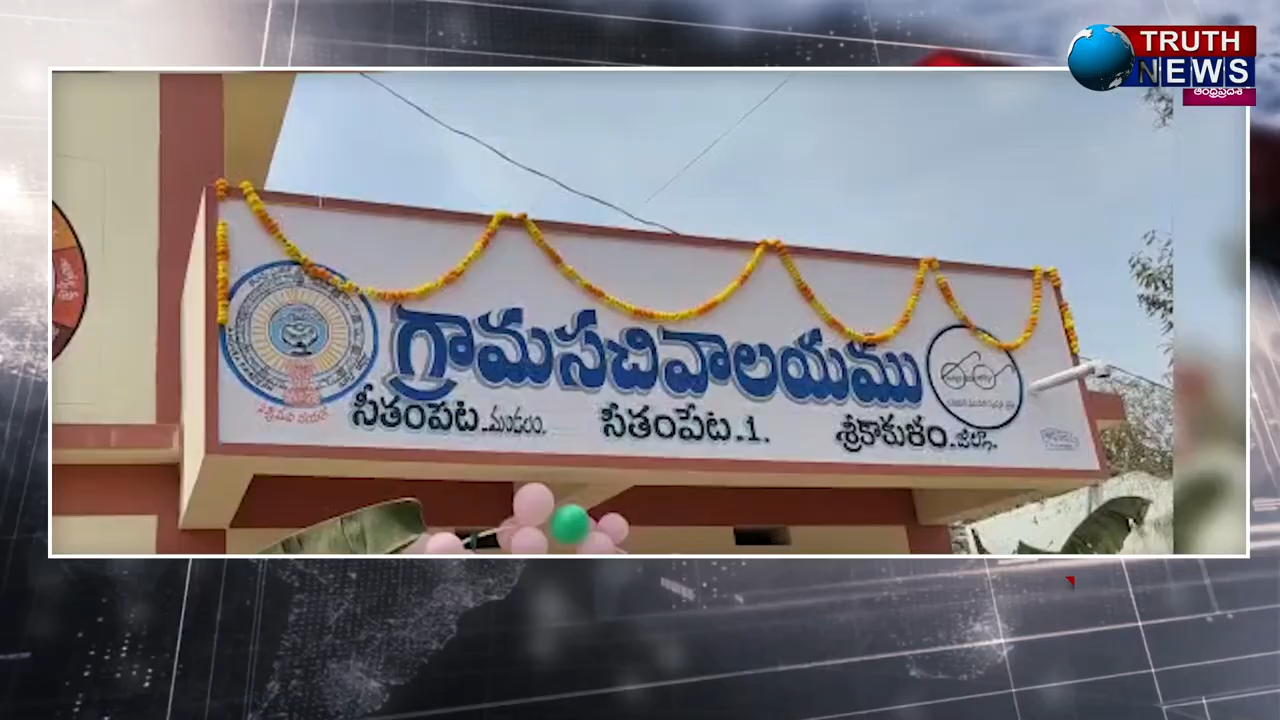 TRUTH
NEWS
ఆంధ్రప్రదేశ్
గ్రామసచివాలయము
సీతంపేట..మండలం. సీతంపేట..1. శ్రీకాకుళం..జిల్లా..